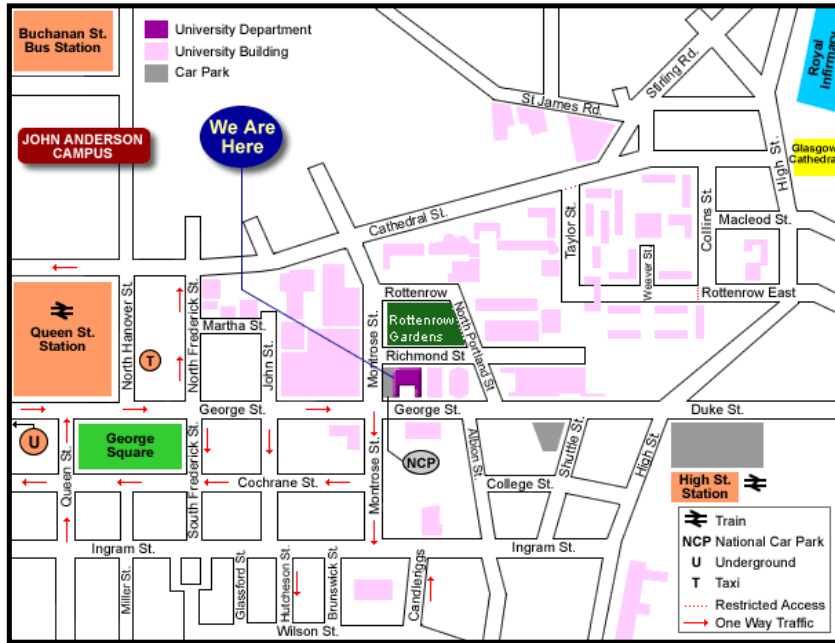 Buchanan St.
Bus Station
University Department
University Building
Car Park
We Are
Here
JOHN ANDERSON
CAMPUS
St James Rd.
Stirling Rd.
Royal
Infirmary
Glasgow
Cathedral
High St.
Cathedral St.
Taylor St.
Collins St.
Macleod St.
Weaver St.
Rottenrow East
Rottenrow
Rottenrow
Gardens
North Portland St.
Richmond St
Queen St.
Station
North Hanover St.
T
North Frederick St.
Martha St.
John St.
Montrose St.
George St.
George St.
Duke St.
U
Queen St.
George
Square
South Frederick St.
Cochrane St.
Montrose St.
NCP
Albion St.
Shuttle St.
College St.
High St.
High St.
Station
Ingram St.
Ingram St.
Miller St.
Glassford St.
Hutcheson St.
Brunswick St.
Candleriggs
Wilson St.
Train
NCP National Car Park
U Underground
T Taxi
Restricted Access
One Way Traffic